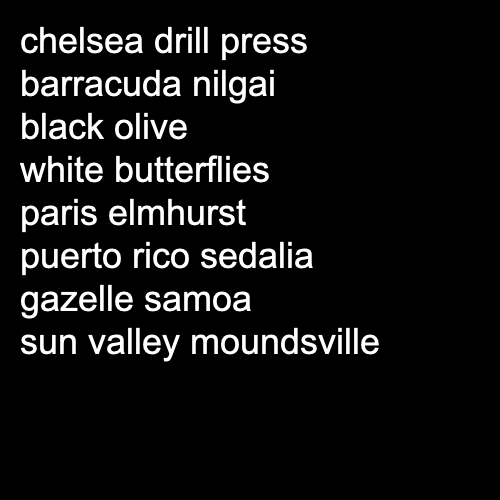 chelsea drill press
barracuda nilgai
black olive
white butterflies
paris elmhurst
puerto rico sedalia
gazelle samoa
sun valley moundsville